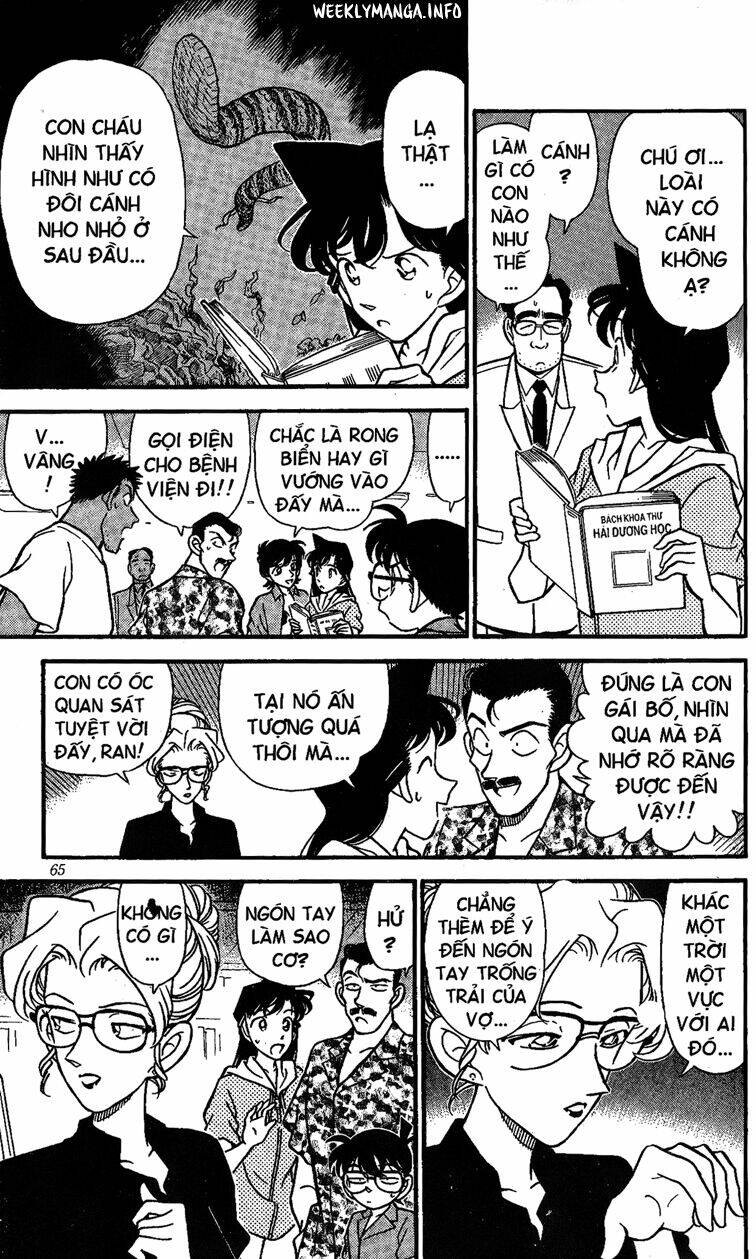 WEEKLYMANGA.INFO
CHÚ ƠI...
LOÀI
NÀY CÓ
CÁNH
KHÔNG
Ạ?
CÁNH
?
LÀM
GÌ CÓ
CON
NÀO
NHƯ
THẾ
...
BÁCH KHOA THƯ
HẢI DƯƠNG HỌC
LẠ
THẬT
...
CON CHÁU
NHÌN THẤY
HÌNH NHƯ CÓ
ĐÔI CÁNH
NHO NHỎ Ở
SAU ĐẦU...
......
CHẮC LÀ RONG
BIỂN HAY GÌ
VƯỚNG VÀO
ĐẤY MÀ...
GỌI ĐIỆN
CHO BỆNH
VIỆN ĐI!!
V...
VÂNG
!
ĐÚNG LÀ CON
GÁI BỐ, NHÌN
QUA MÀ ĐÃ
NHỚ RÕ RÀNG
ĐƯỢC ĐẾN
VẬY!!
TẠI NÓ ẤN
TƯỢNG QUÁ
THÔI MÀ...
CON CÓ ÓC
QUAN SÁT
TUYỆT VỜI
ĐẤY, RAN!
65
KHÁC
MỘT
TRỜI
MỘT
VỰC
VỚI AI
ĐÓ...
CHẲNG
THÈM ĐỂ Ý
ĐẾN NGÓN
TAY TRỐNG
TRẢI CỦA
VỢ...
HỬ
?
NGÓN TAY
LÀM SAO
CƠ?
KHÔNG
CÓ GÌ
...